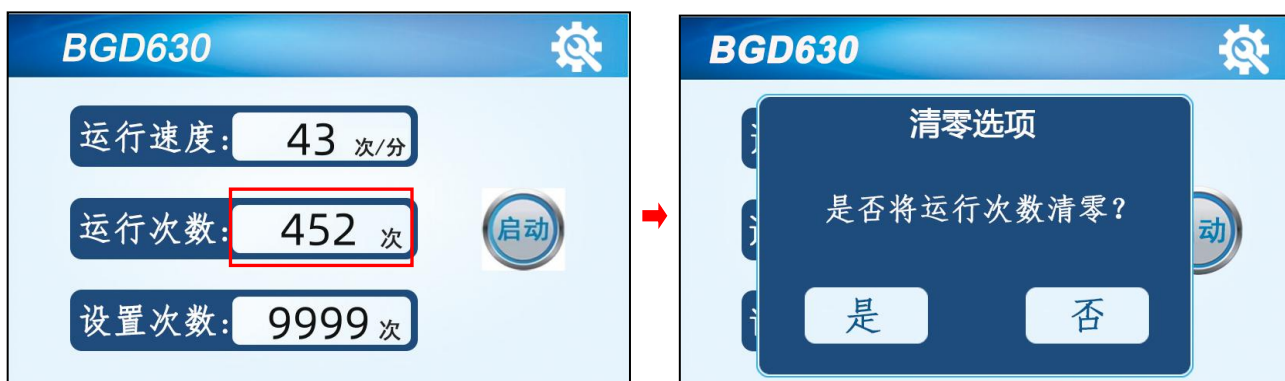 BGD630
运行速度: 43 次/分
运行次数: 452 次
启动
设置次数: 9999 次
BGD630
清零选项
是否将运行次数清零?
动
是 否